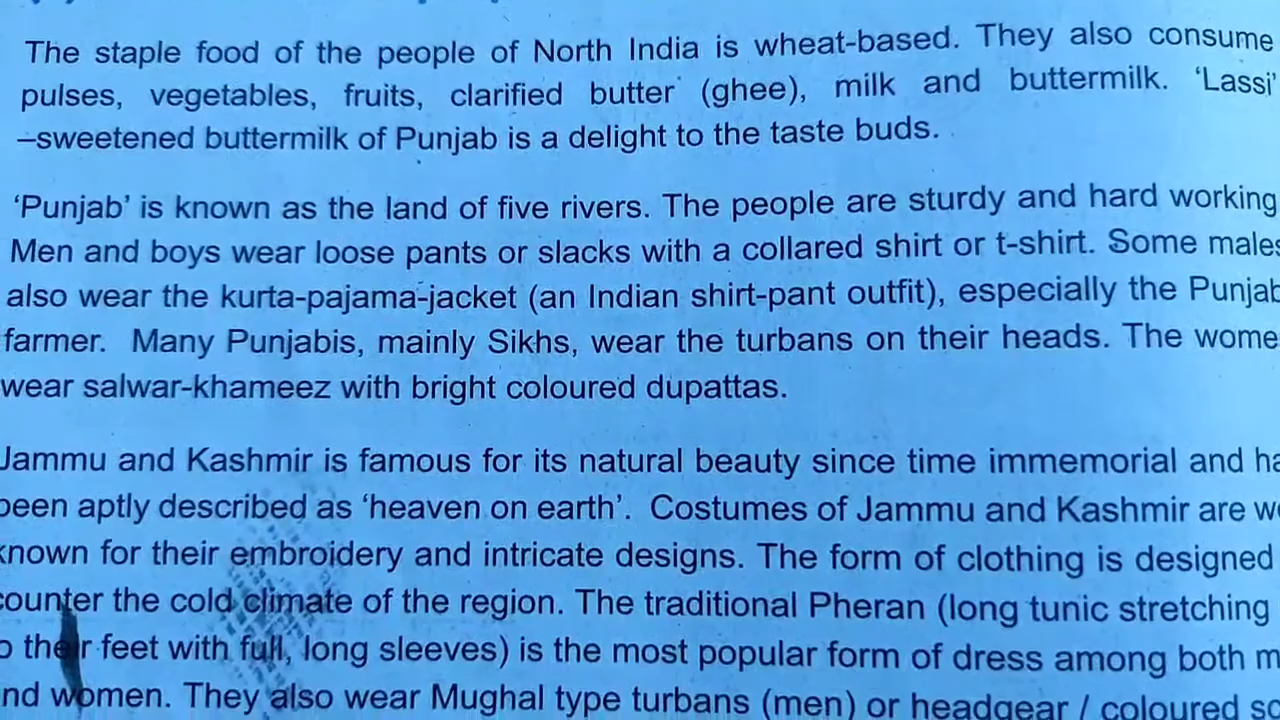 The staple food of the people of North India is wheat-based. They also consume
pulses, vegetables, fruits, clarified butter (ghee), milk and buttermilk. ‘Lassi’
–sweetened buttermilk of Punjab is a delight to the taste buds.
‘Punjab’ is known as the land of five rivers. The people are sturdy and hard working
Men and boys wear loose pants or slacks with a collared shirt or t-shirt. Some males
also wear the kurta-pajama-jacket (an Indian shirt-pant outfit), especially the Punjab
farmer. Many Punjabis, mainly Sikhs, wear the turbans on their heads. The wome
wear salwar-khameez with bright coloured dupattas.
Jammu and Kashmir is famous for its natural beauty since time immemorial and ha
been aptly described as ‘heaven on earth’. Costumes of Jammu and Kashmir are we
known for their embroidery and intricate designs. The form of clothing is designed
counter the cold climate of the region. The traditional Pheran (long tunic stretching
o their feet with full, long sleeves) is the most popular form of dress among both m
nd women. They also wear Mughal type turbans (men) or headgear / coloured sc